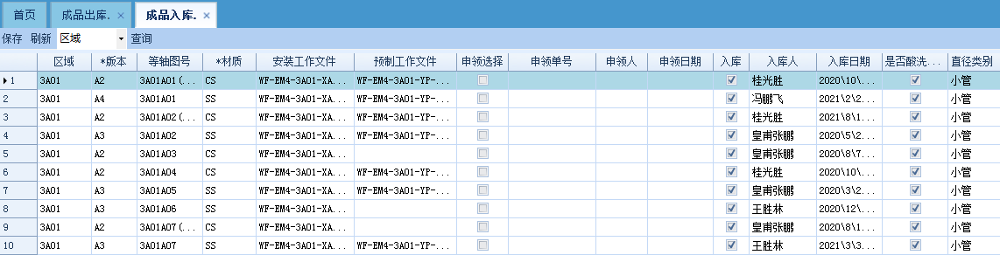 首页 成品出库. × 成品入库. ×
保存 刷新 区域 查询
区域 *版本 等轴图号 *材质 安装工作文件 预制工作文件 申领选择 申领单号 申领人 申领日期 入库 入库人 入库日期 是否酸洗... 直径类别
1 3A01 A2 3A01A01(... CS WF-EM4-3A01-XA... WF-EM4-3A01-YP-... 桂光胜 2020\10\... 小管
2 3A01 A4 3A01A01 SS WF-EM4-3A01-XA... WF-EM4-3A01-YP-... 冯鹏飞 2021\2\2... 小管
3 3A01 A2 3A01A02(... CS WF-EM4-3A01-XA... WF-EM4-3A01-YP-... 桂光胜 2021\8\1... 小管
4 3A01 A3 3A01A02 SS WF-EM4-3A01-XA... WF-EM4-3A01-YP-... 皇甫张鹏 2020\5\2... 小管
5 3A01 A2 3A01A03 CS WF-EM4-3A01-XA... 皇甫张鹏 2020\8\7... 小管
6 3A01 A2 3A01A04 CS WF-EM4-3A01-XA... WF-EM4-3A01-YP-... 桂光胜 2020\10\... 小管
7 3A01 A3 3A01A05 SS WF-EM4-3A01-XA... WF-EM4-3A01-YP-... 皇甫张鹏 2020\3\2... 小管
8 3A01 A3 3A01A06 SS WF-EM4-3A01-XA... 王胜林 2020\12\... 小管
9 3A01 A2 3A01A07(... CS WF-EM4-3A01-XA... 皇甫张鹏 2020\8\1... 小管
10 3A01 A3 3A01A07 SS WF-EM4-3A01-XA... WF-EM4-3A01-YP-... 王胜林 2021\3\3... 小管